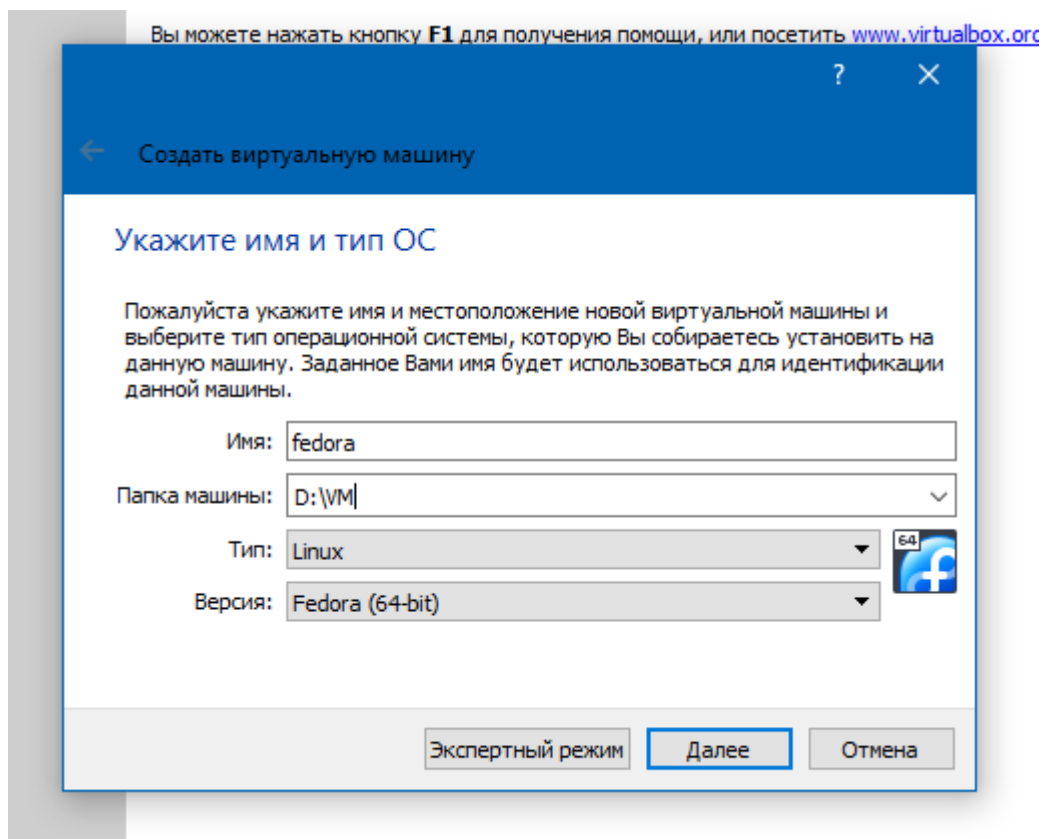 Вы можете нажать кнопку F1 для получения помощи, или посетить www.virtualbox.org
?
Создать виртуальную машину
Укажите имя и тип ОС
Пожалуйста укажите имя и местоположение новой виртуальной машины и
выберите тип операционной системы, которую Вы собираетесь установить на
данную машину. Заданное Вами имя будет использоваться для идентификации
данной машины.
Имя: fedora
Папка машины: D:\VM
Тип: Linux
64
Версия: Fedora (64-bit)
Экспертный режим Далее Отмена